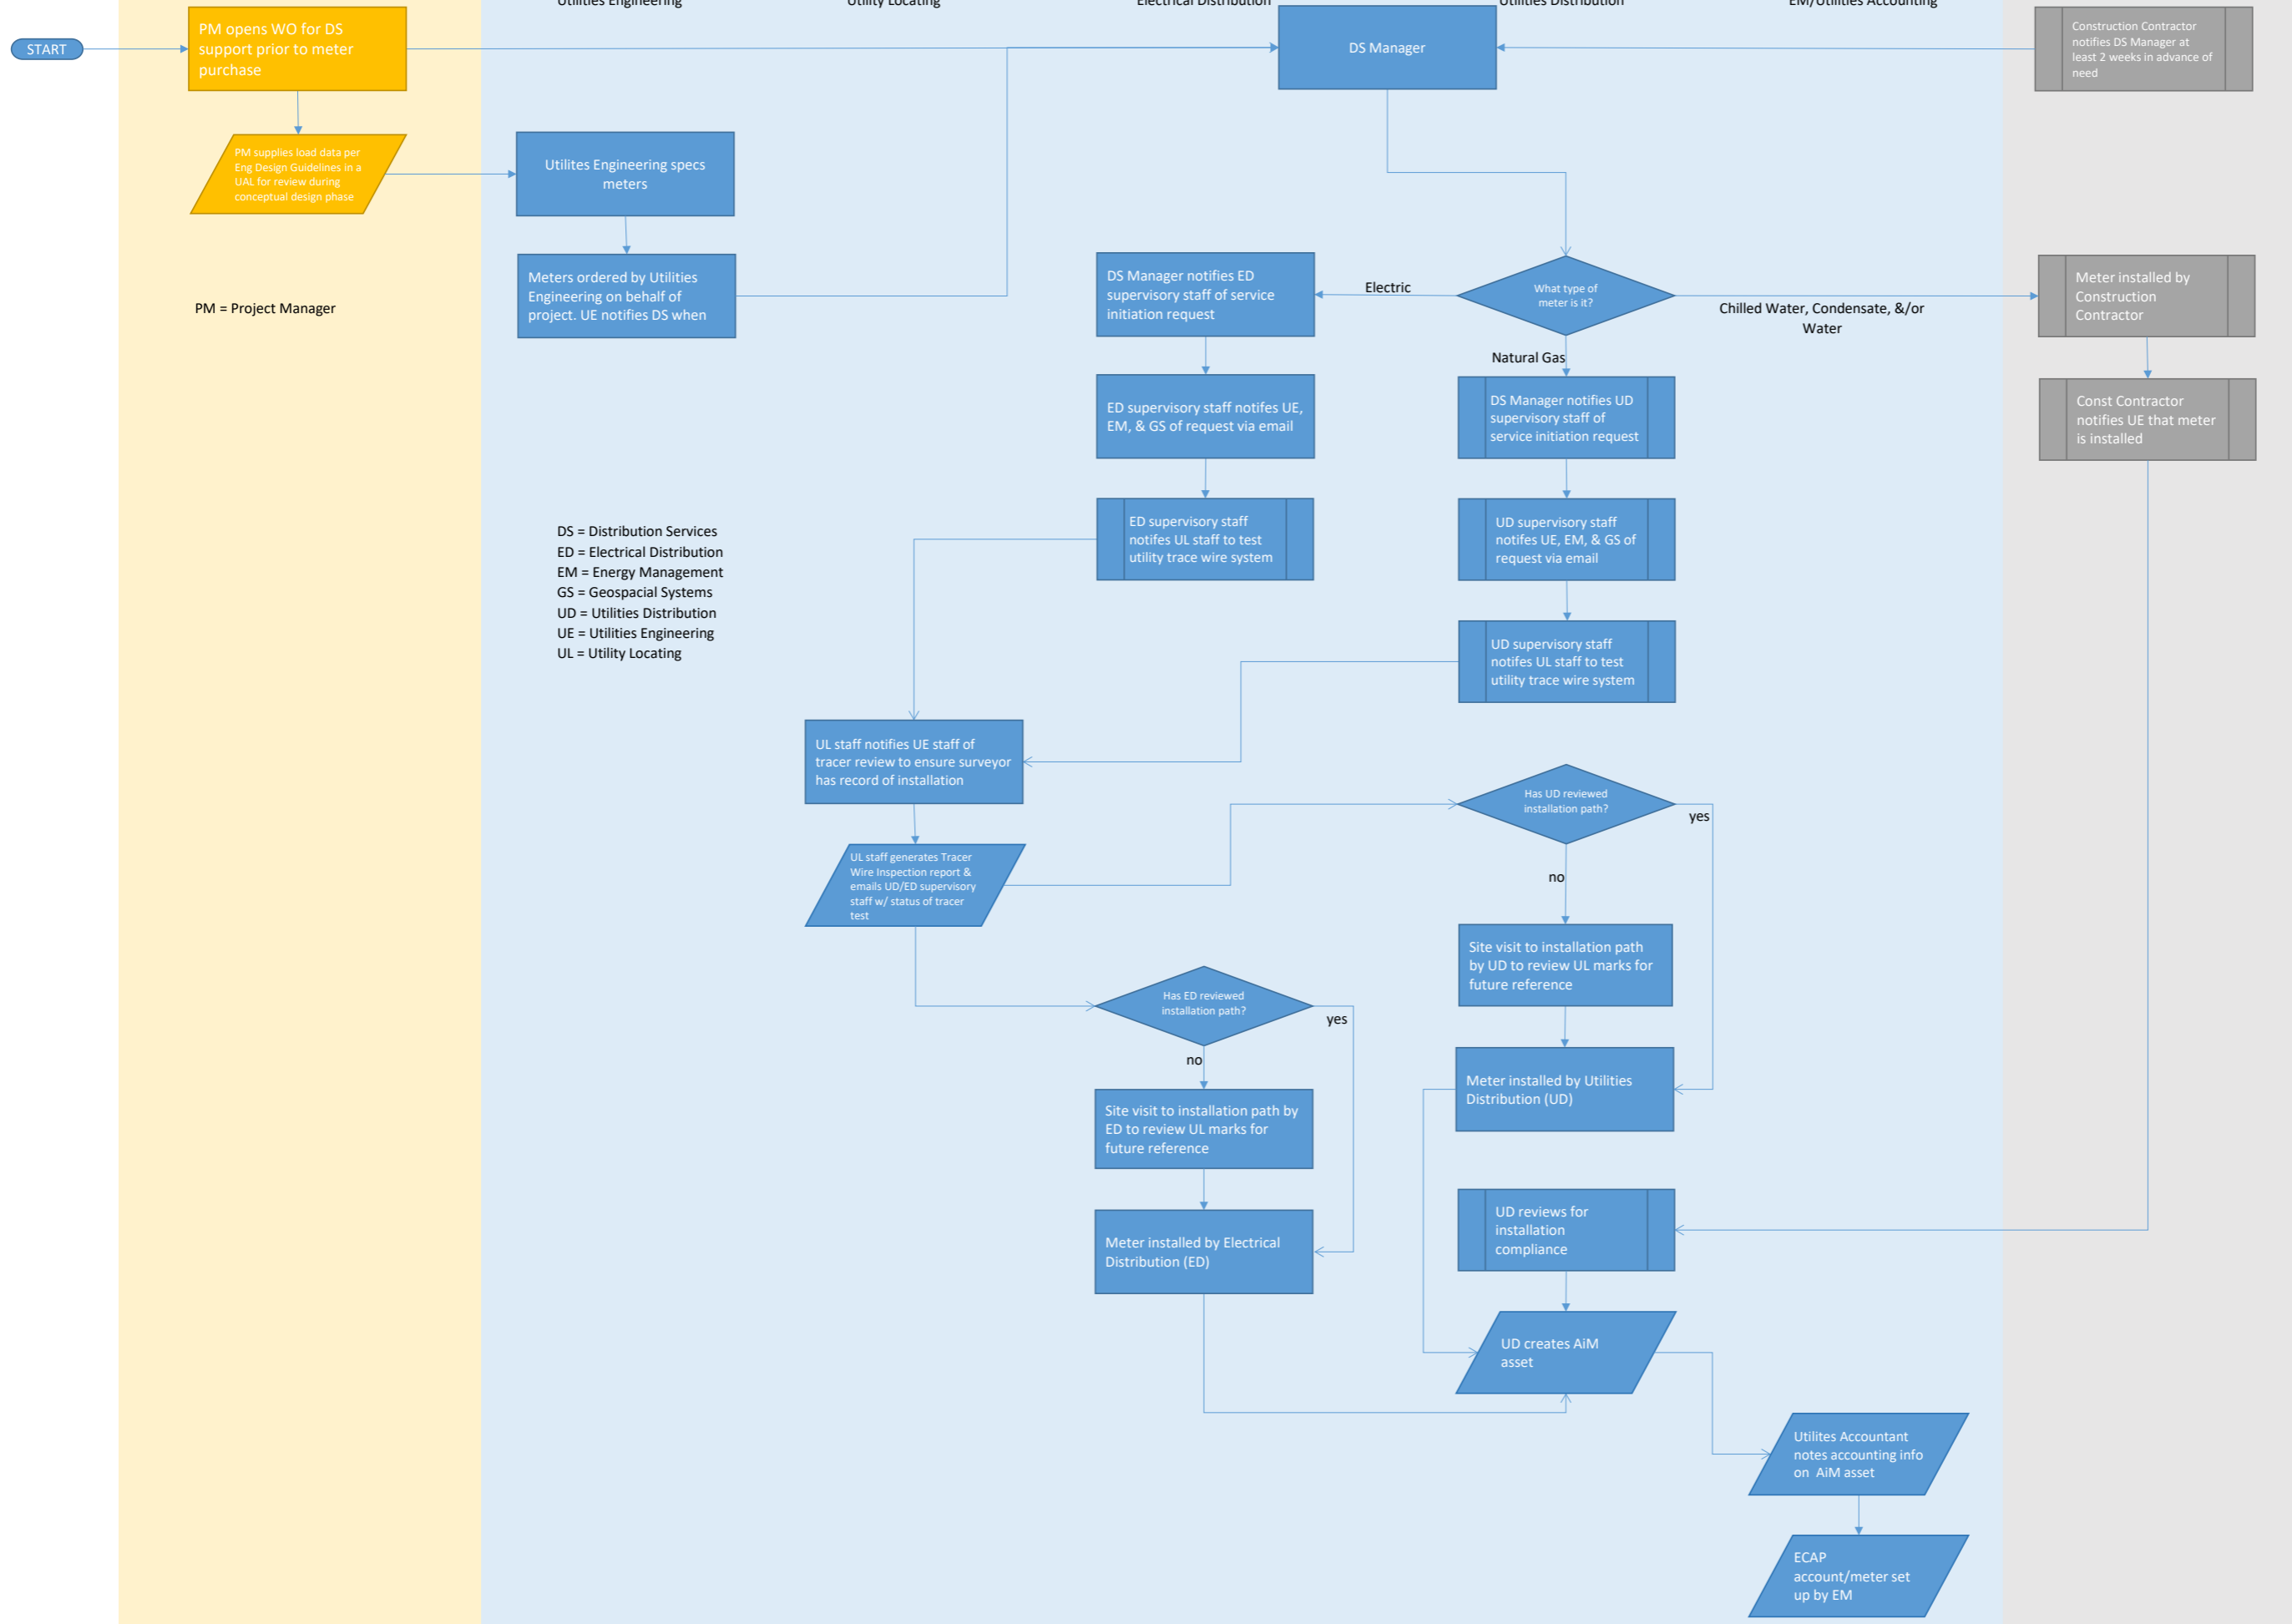 Utilities Engineering
Utility Locating
Electrical Distribution
Utilities Distribution
EM/Utilities Accounting
START
PM opens WO for DS
support prior to meter
purchase
DS Manager
Construction Contractor
notifies DS Manager at
least 2 weeks in advance of
need
PM supplies load data per
Eng Design Guidelines in a
UAL for review during
conceptual design phase
Utilites Engineering specs
meters
Meters ordered by Utilities
Engineering on behalf of
project. UE notifies DS when
PM = Project Manager
DS Manager notifies ED
supervisory staff of service
initiation request
Electric
What type of
meter is it?
Chilled Water, Condensate, &/or
Water
Meter installed by
Construction
Contractor
Natural Gas
ED supervisory staff notifes UE,
EM, & GS of request via email
DS Manager notifies UD
supervisory staff of
service initiation request
Const Contractor
notifies UE that meter
is installed
DS = Distribution Services
ED = Electrical Distribution
EM = Energy Management
GS = Geospacial Systems
UD = Utilities Distribution
UE = Utilities Engineering
UL = Utility Locating
ED supervisory staff
notifes UL staff to test
utility trace wire system
UD supervisory staff
notifes UE, EM, & GS of
request via email
UD supervisory staff
notifes UL staff to test
utility trace wire system
UL staff notifies UE staff of
tracer review to ensure surveyor
has record of installation
Has UD reviewed
installation path?
yes
no
UL staff generates Tracer
Wire Inspection report &
emails UD/ED supervisory
staff w/ status of tracer
test
Site visit to installation path
by UD to review UL marks for
future reference
Has ED reviewed
installation path?
yes
no
Meter installed by Utilities
Distribution (UD)
Site visit to installation path by
ED to review UL marks for
future reference
UD reviews for
installation
compliance
Meter installed by Electrical
Distribution (ED)
UD creates AiM
asset
Utilites Accountant
notes accounting info
on AiM asset
ECAP
account/meter set
up by EM